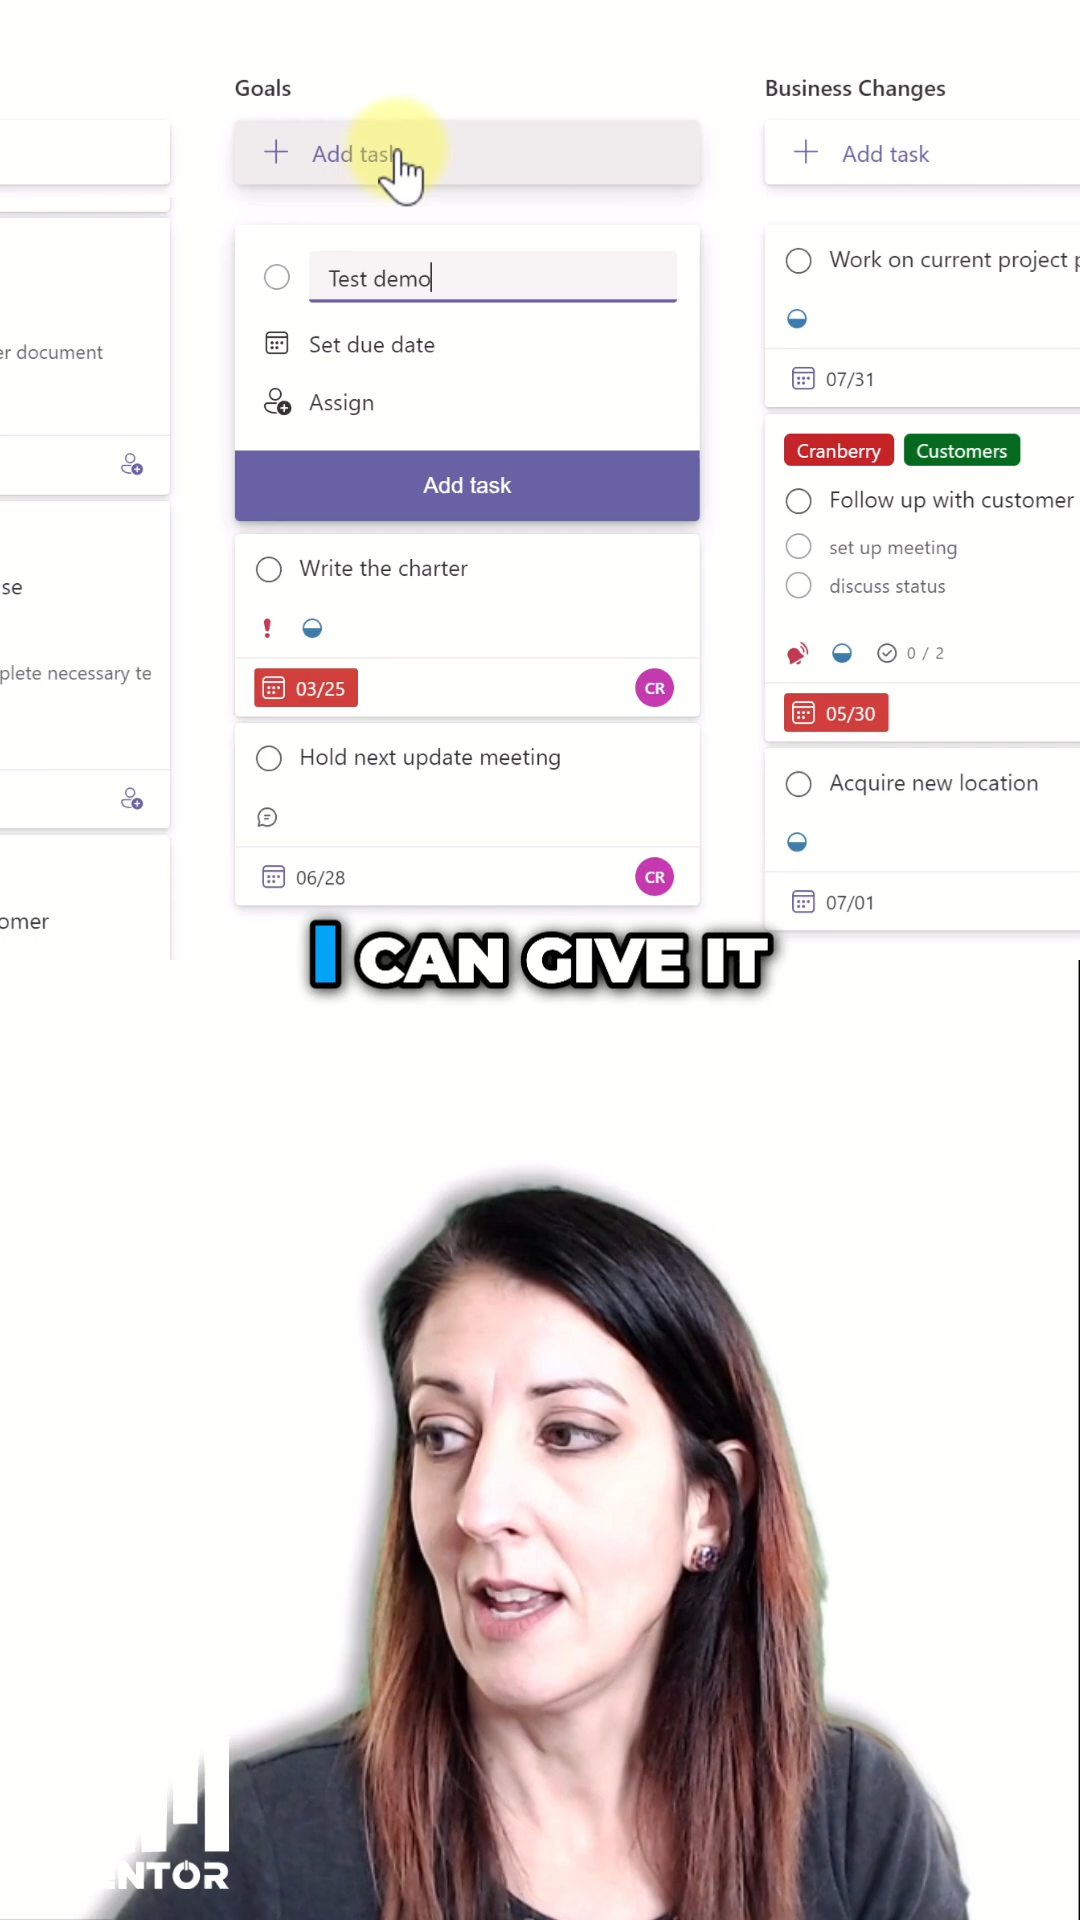 Goals
Add task
Test demo
Set due date
Assign
Add task
Write the charter
03/25
CR
Hold next update meeting
06/28
CR
Business Changes
Add task
Work on current project p
07/31
Cranberry Customers
Follow up with customer
set up meeting
discuss status
0 / 2
05/30
Acquire new location
07/01
er document
se
plete necessary te
omer
I CAN GIVE IT
ENTOR